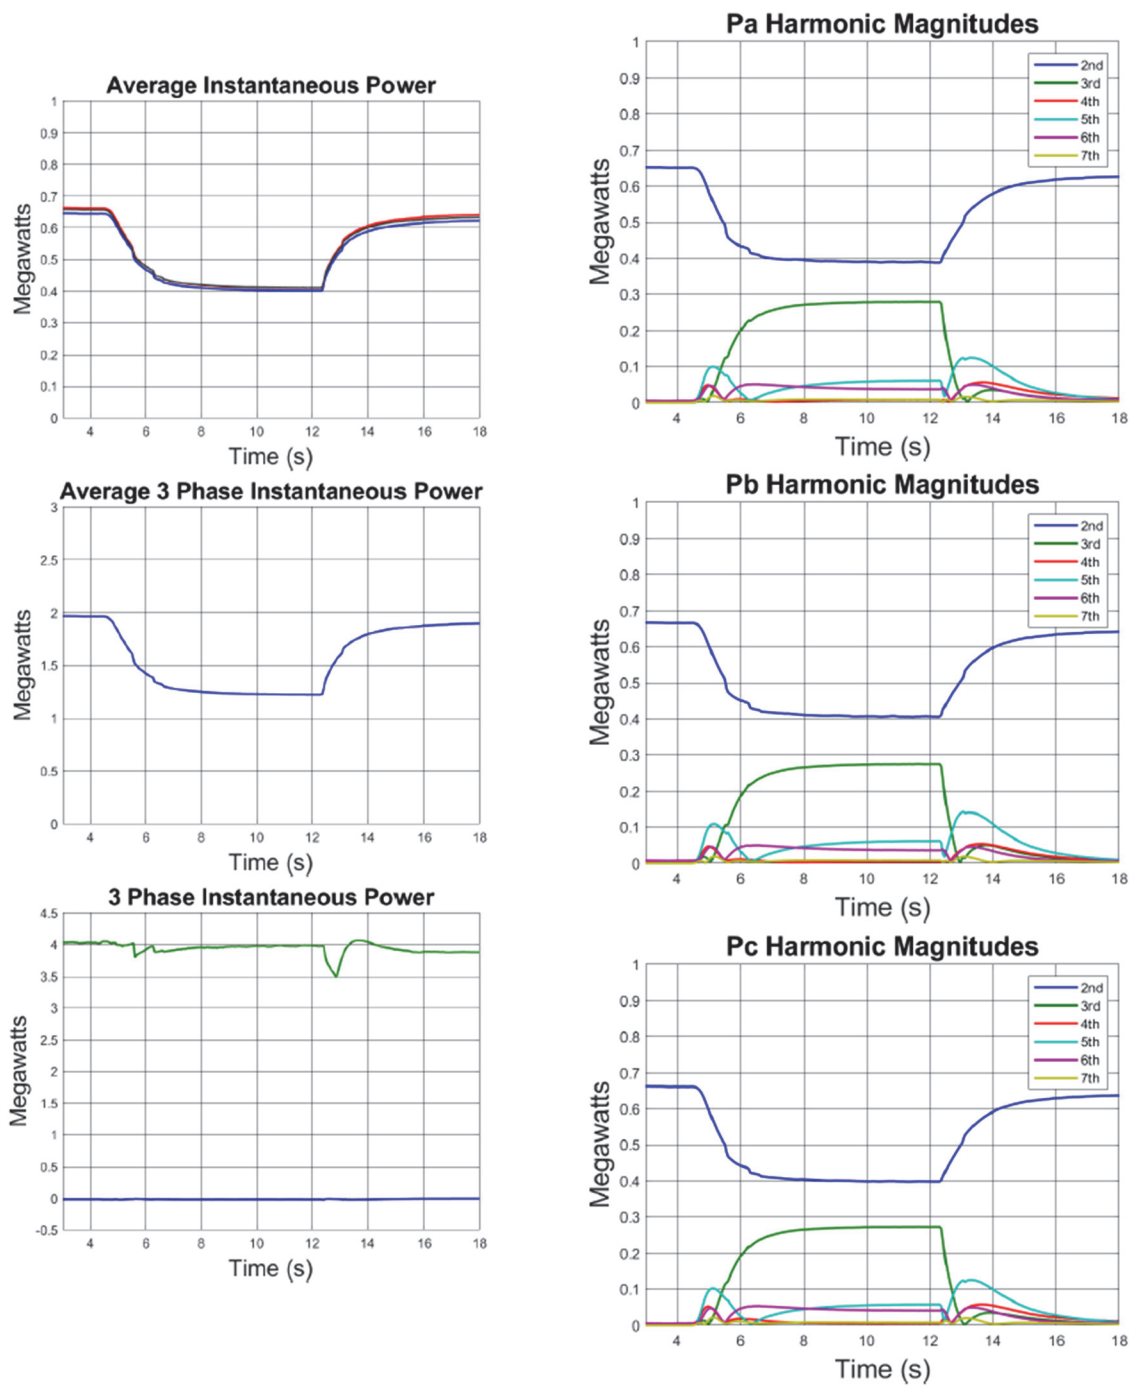 Average Instantaneous Power
1
0.9
0.8
0.7
0.6
0.5
0.4
0.3
0.2
0.1
0
4 6 8 10 12 14 16 18
Megawatts
Time (s)
Average 3 Phase Instantaneous Power
3
2.5
2
1.5
1
0.5
0
4 6 8 10 12 14 16 18
Megawatts
Time (s)
3 Phase Instantaneous Power
4.5
4
3.5
3
2.5
2
1.5
1
0.5
0
-0.5
4 6 8 10 12 14 16 18
Megawatts
Time (s)
Pa Harmonic Magnitudes
1
0.9
0.8
0.7
0.6
0.5
0.4
0.3
0.2
0.1
0
4 6 8 10 12 14 16 18
Megawatts
Time (s)
2nd
3rd
4th
5th
6th
7th
Pb Harmonic Magnitudes
1
0.9
0.8
0.7
0.6
0.5
0.4
0.3
0.2
0.1
0
4 6 8 10 12 14 16 18
Megawatts
Time (s)
2nd
3rd
4th
5th
6th
7th
Pc Harmonic Magnitudes
1
0.9
0.8
0.7
0.6
0.5
0.4
0.3
0.2
0.1
0
4 6 8 10 12 14 16 18
Megawatts
Time (s)
2nd
3rd
4th
5th
6th
7th